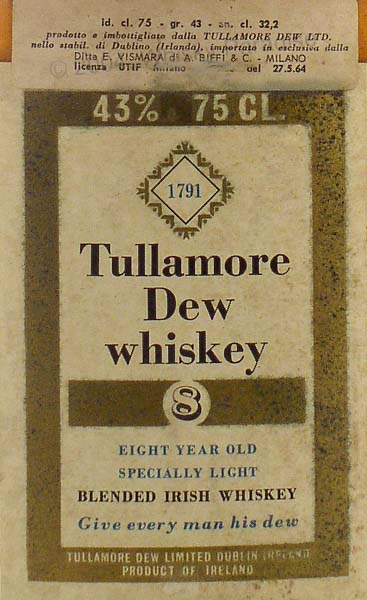 id. cl. 75 - gr. 43 - an. cl. 32,2
prodotto e imbottigliato dalla TULLAMORE DEW LTD.
nello stabil. di Dublino (Irlanda), importato in esclusiva dalla
Ditta E. VISMARA di A. BIFFI & C. - MILANO
licenza UTIF Milano del 27.5.64
43% 75 CL.
1791
Tullamore
Dew
whiskey
8
EIGHT YEAR OLD
SPECIALLY LIGHT
BLENDED IRISH WHISKEY
Give every man his dew
TULLAMORE DEW LIMITED DUBLIN IRELAND
PRODUCT OF IRELAND